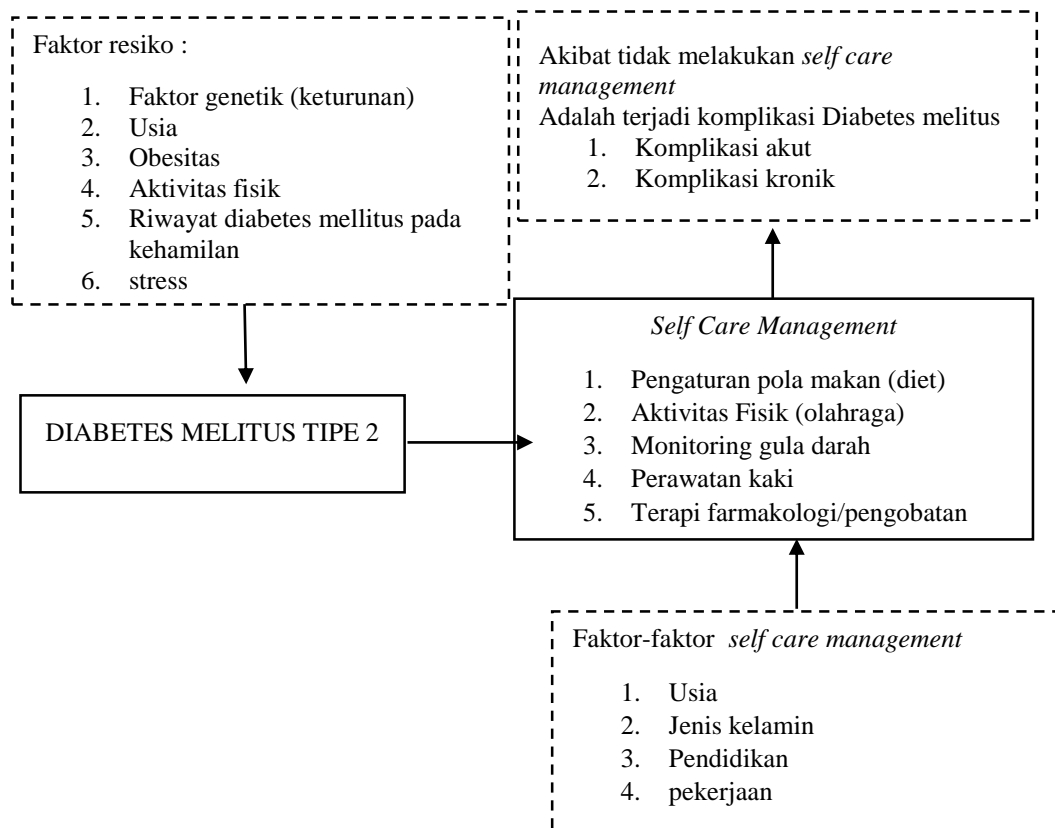 Faktor resiko :
1. Faktor genetik (keturunan)
2. Usia
3. Obesitas
4. Aktivitas fisik
5. Riwayat diabetes mellitus pada
kehamilan
6. stress
Akibat tidak melakukan self care
management
Adalah terjadi komplikasi Diabetes melitus
1. Komplikasi akut
2. Komplikasi kronik
DIABETES MELITUS TIPE 2
Self Care Management
1. Pengaturan pola makan (diet)
2. Aktivitas Fisik (olahraga)
3. Monitoring gula darah
4. Perawatan kaki
5. Terapi farmakologi/pengobatan
Faktor-faktor self care management
1. Usia
2. Jenis kelamin
3. Pendidikan
4. pekerjaan